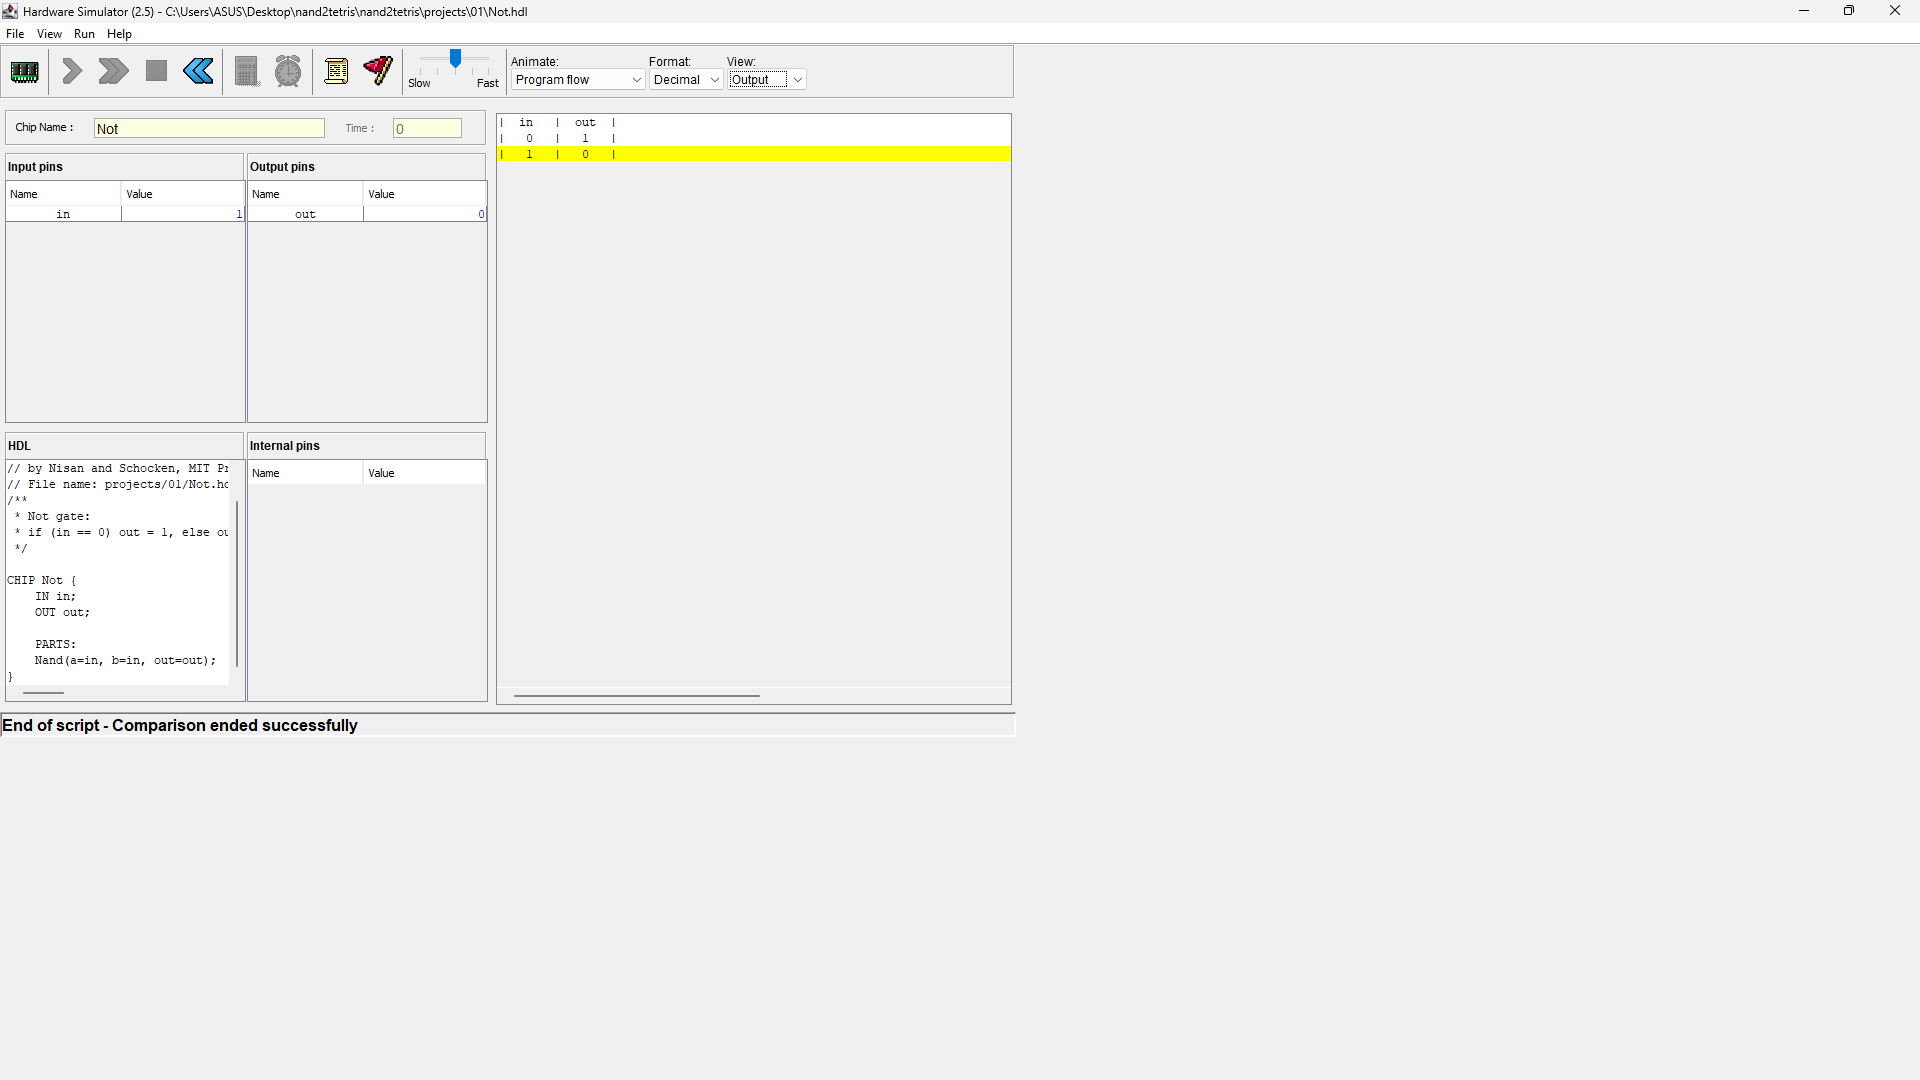 Hardware Simulator (2.5) - C:\Users\ASUS\Desktop\nand2tetris\nand2tetris\projects\01\Not.hdl
File View Run Help
Animate: Format: View:
Slow Fast Program flow Decimal Output
Chip Name : Not Time : 0
Input pins
Name Value
in 1
Output pins
Name Value
out 0
HDL
// by Nisan and Schocken, MIT
// File name: projects/01/Not.
/**
* Not gate:
* if (in == 0) out = 1, else
*/
CHIP Not {
IN in;
OUT out;
PARTS:
Nand(a=in, b=in, out=out);
}
Internal pins
Name Value
| in | out |
| 0 | 1 |
| 1 | 0 |
End of script - Comparison ended successfully